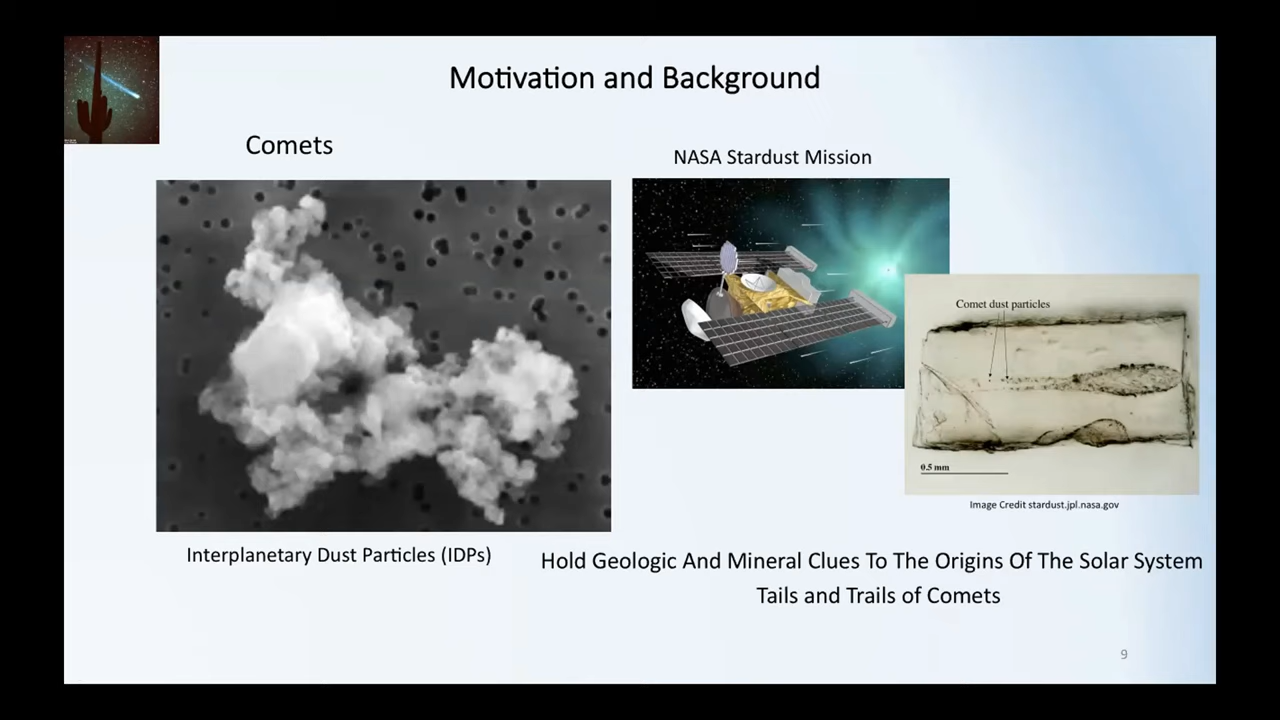 Motivation and Background
Comets
NASA Stardust Mission
Comet dust particles
0.5 mm
Image Credit stardust.jpl.nasa.gov
Interplanetary Dust Particles (IDPs)
Hold Geologic And Mineral Clues To The Origins Of The Solar System
Tails and Trails of Comets
9